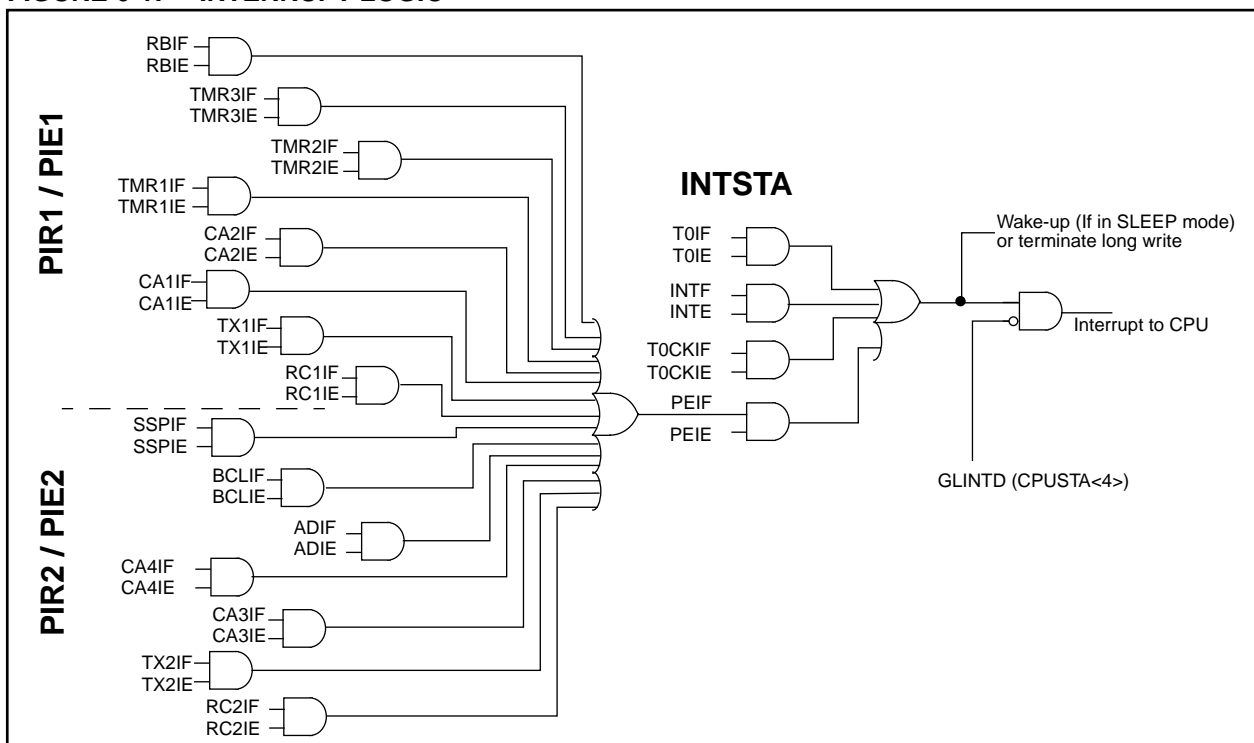 RBIF
RBIE
TMR3IF
TMR3IE
TMR2IF
TMR2IE
TMR1IF
TMR1IE
CA2IF
CA2IE
CA1IF
CA1IE
TX1IF
TX1IE
RC1IF
RC1IE
PIR1 / PIE1
SSPIF
SSPIE
BCLIF
BCLIE
ADIF
ADIE
CA4IF
CA4IE
CA3IF
CA3IE
TX2IF
TX2IE
RC2IF
RC2IE
PIR2 / PIE2
INTSTA
T0IF
T0IE
INTF
INTE
T0CKIF
T0CKIE
PEIF
PEIE
Wake-up (If in SLEEP mode)
or terminate long write
Interrupt to CPU
GLINTD (CPUSTA<4>)